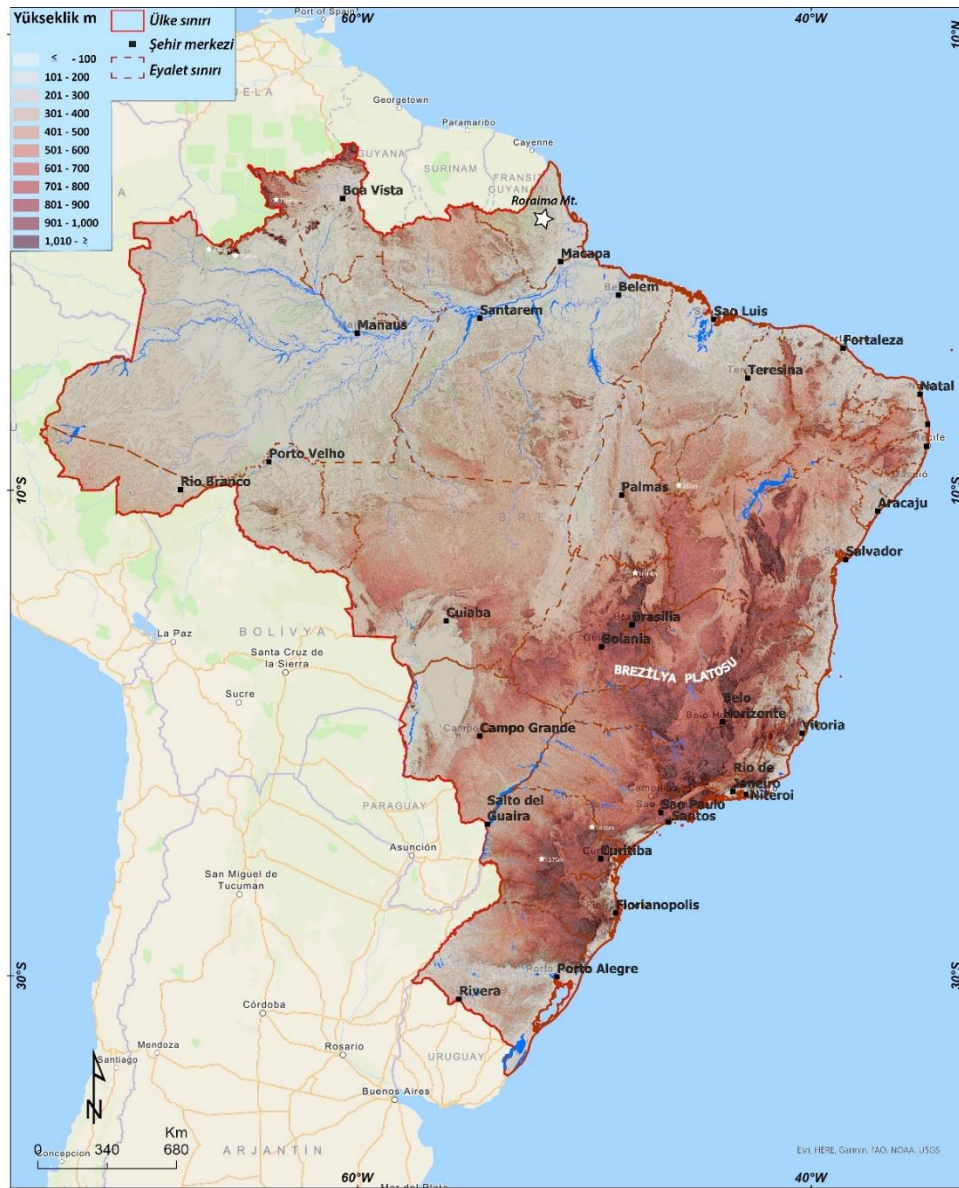 Yükseklik m
≤ - 100
101 - 200
201 - 300
301 - 400
401 - 500
501 - 600
601 - 700
701 - 800
801 - 900
901 - 1,000
1,010 - ≥
Ülke sınırı
Şehir merkezi
Eyalet sınırı
60°W
40°W
Port of Spain
Georgetown
Paramaribo
Cayenne
GUYANA
SURINAM
FRANSIZ
Roraima Mt.
Boa Vista
Macapa
Belem
Sao Luis
Santarem
Manaus
Fortaleza
Teresina
Natal
Recife
Porto Velho
Rio Branco
Palmas
10°S
10°S
Aracaju
Salvador
Cuiaba
Brasilia
Goiania
BREZİLYA PLATOSU
La Paz
BOLİVYA
Santa Cruz de
la Sierra
Sucre
Belo
Horizonte
Vitoria
Campo Grande
Rio de
Janeiro
Niteroi
Sao Paulo
Santos
PARAGUAY
Salto del
Guaira
Asunción
Curitiba
1370m
San Miguel de
Tucuman
Florianopolis
30°S
30°S
Porto Alegre
Rivera
Córdoba
Mendoza
Santiago
Rosario
URUGUAY
Buenos Aires
N
Km
0 340 680
Concepcion
ARJANTİN
Mar del Plata
60°W
40°W
Esri, HERE, Garmin, FAO, NOAA, USGS